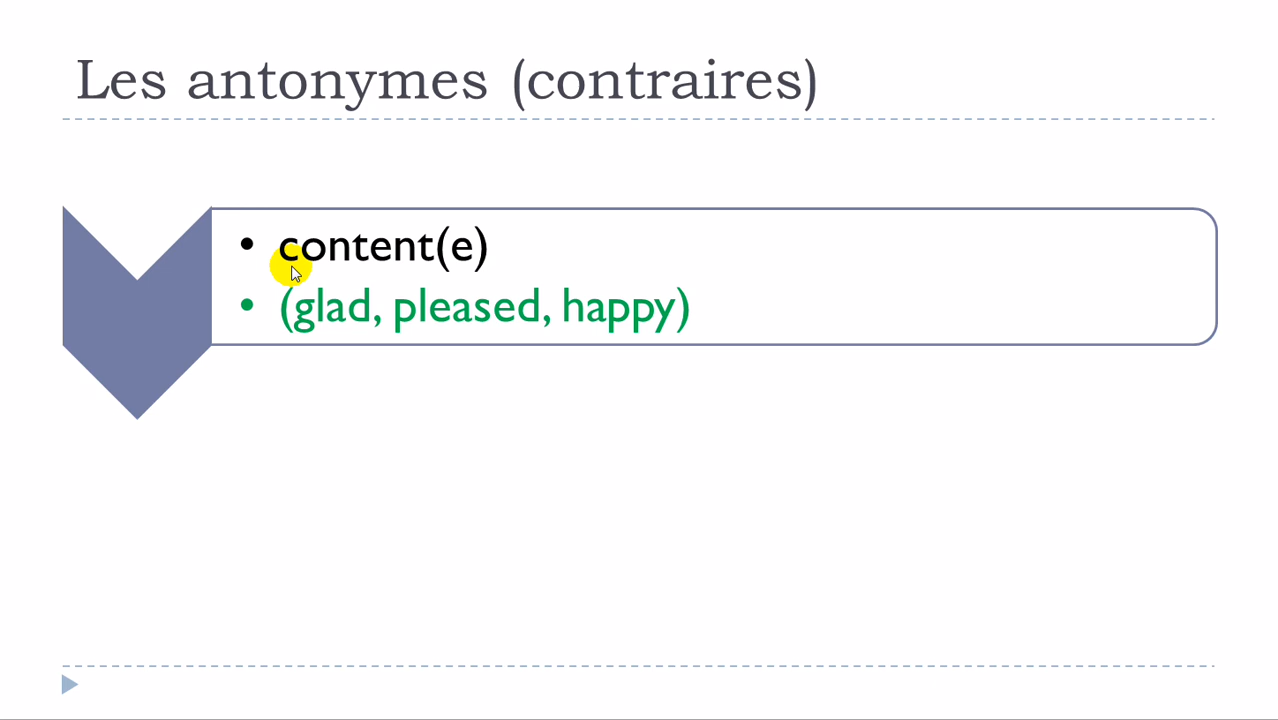 Les antonymes (contraires)
• content(e)
• (glad, pleased, happy)